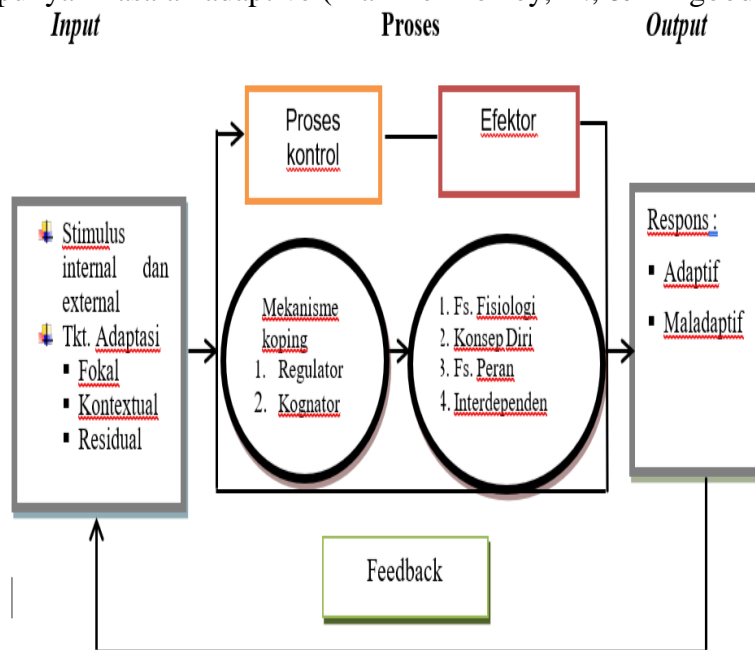 Input Proses Output
Proses
kontrol
Efektor
Stimulus
internal dan
external
Tkt. Adaptasi
▪ Fokal
▪ Kontextual
▪ Residual
Mekanisme
koping
1. Regulator
2. Kognator
1. Fs. Fisiologi
2. Konsep Diri
3. Fs. Peran
4. Interdependen
Respons :
▪ Adaptif
▪ Maladaptif
Feedback